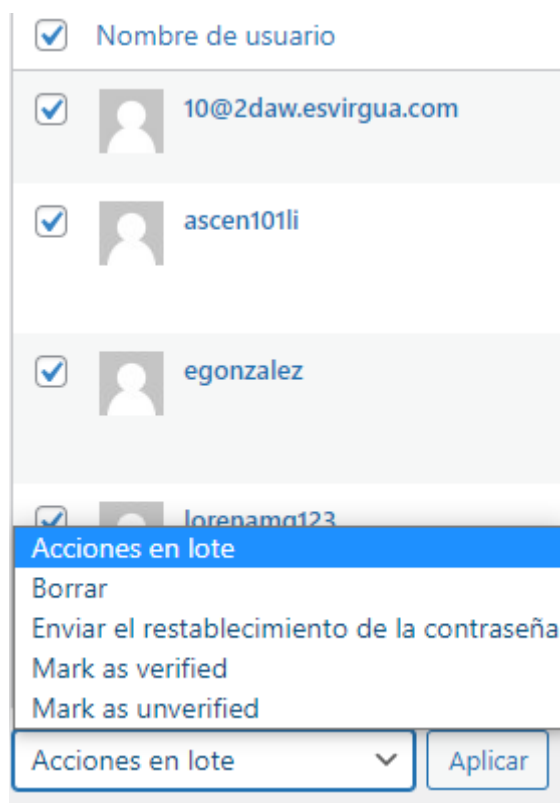 Nombre de usuario
10@2daw.esvirgua.com
ascen101li
egonzalez
lorenamg123
Acciones en lote
Borrar
Enviar el restablecimiento de la contraseña
Mark as verified
Mark as unverified
Acciones en lote
Aplicar